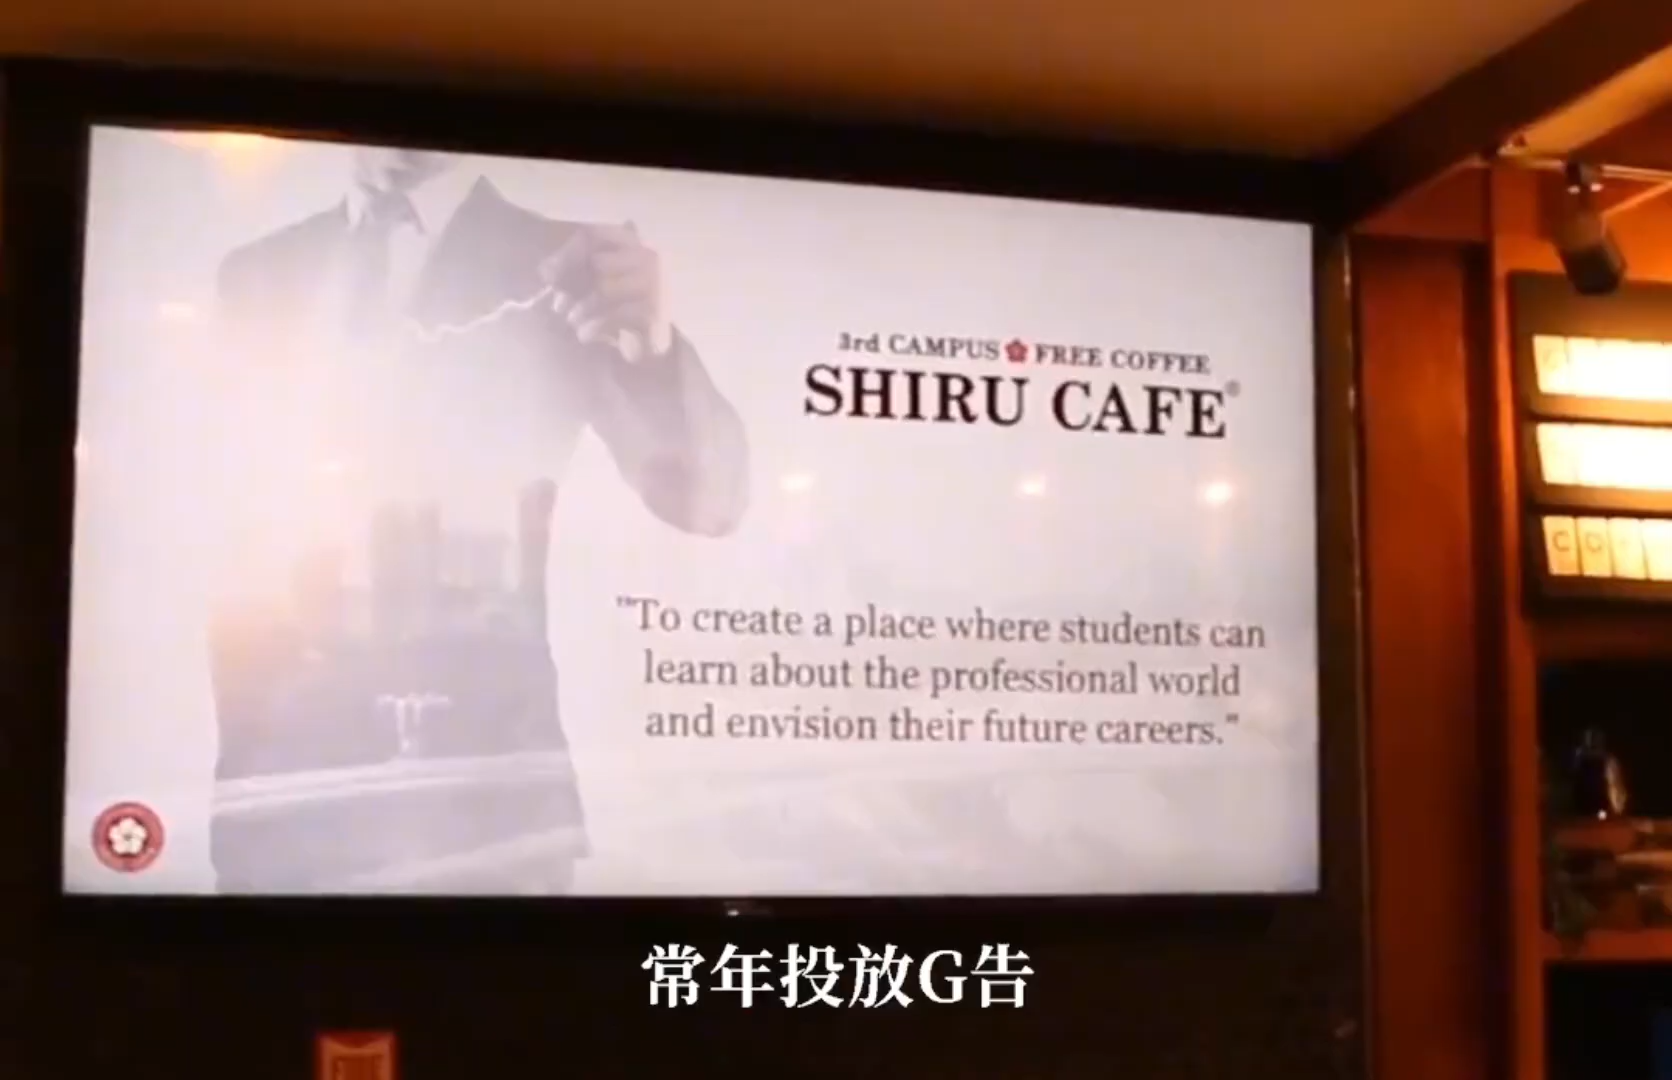 3rd CAMPUS FREE COFFEE
SHIRU CAFE®
"To create a place where students can
learn about the professional world
and envision their future careers."
常年投放G告